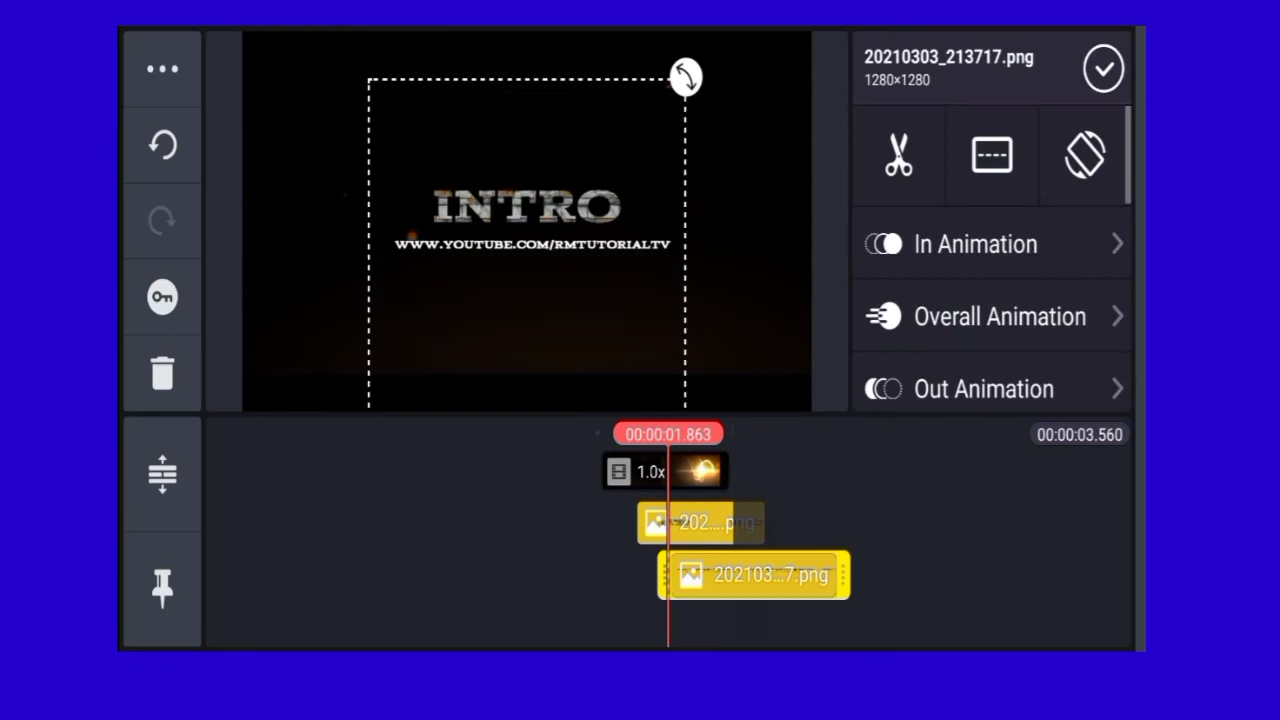 20210303_213717.png
1280×1280
INTRO
WWW.YOUTUBE.COM/RMTUTORIALTV
In Animation
Overall Animation
Out Animation
00:00:01.863
00:00:03.560
1.0x
202....png
202103...7.png